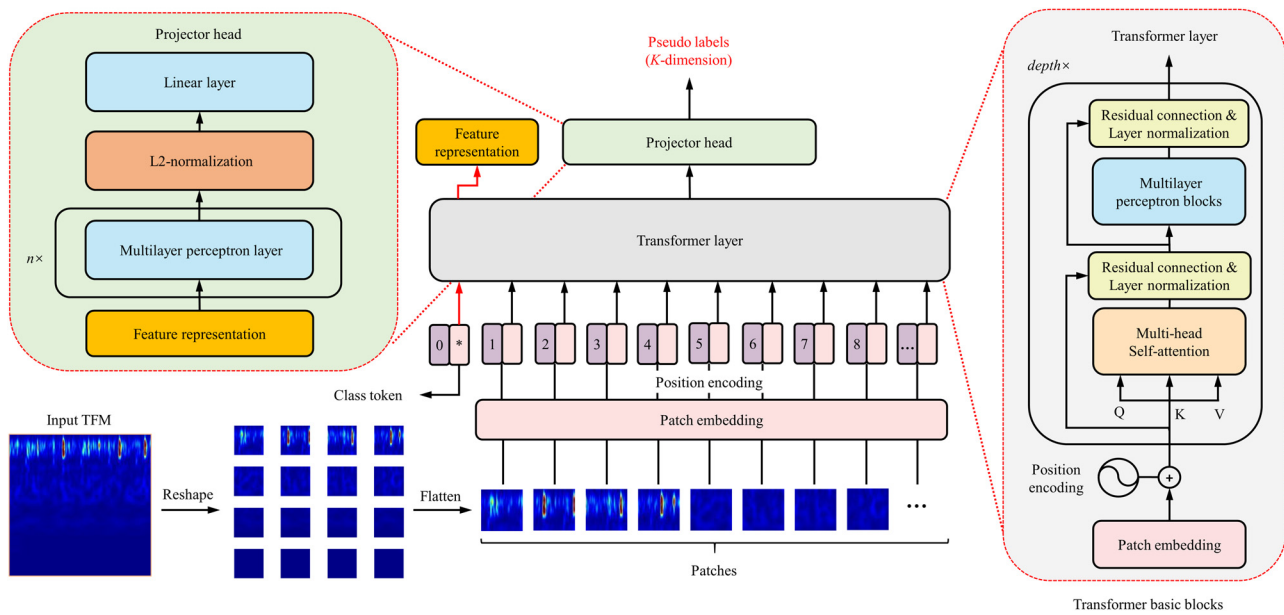 Projector head
Linear layer
L2-normalization
Multilayer perceptron layer
n×
Feature representation
Pseudo labels
(K-dimension)
Feature
representation
Projector head
Transformer layer
0 * 1 2 3 4 5 6 7 8 ...
Position encoding
Class token
Patch embedding
Input TFM
Reshape
Flatten
...
Patches
Transformer layer
depth×
Residual connection &
Layer normalization
Multilayer
perceptron blocks
Residual connection &
Layer normalization
Multi-head
Self-attention
Q K V
Position
encoding
+
Patch embedding
Transformer basic blocks